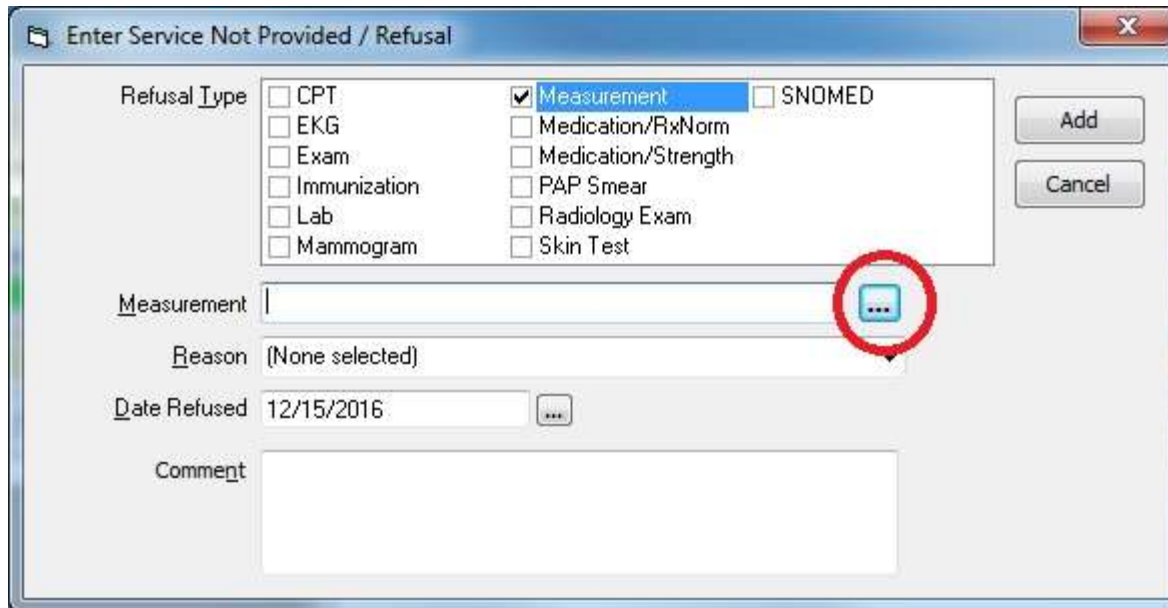 Enter Service Not Provided / Refusal
X
Refusal Type
CPT
EKG
Exam
Immunization
Lab
Mammogram
Measurement
Medication/RxNorm
Medication/Strength
PAP Smear
Radiology Exam
Skin Test
SNOMED
Add
Cancel
Measurement
...
Reason (None selected)
Date Refused 12/15/2016 ...
Comment